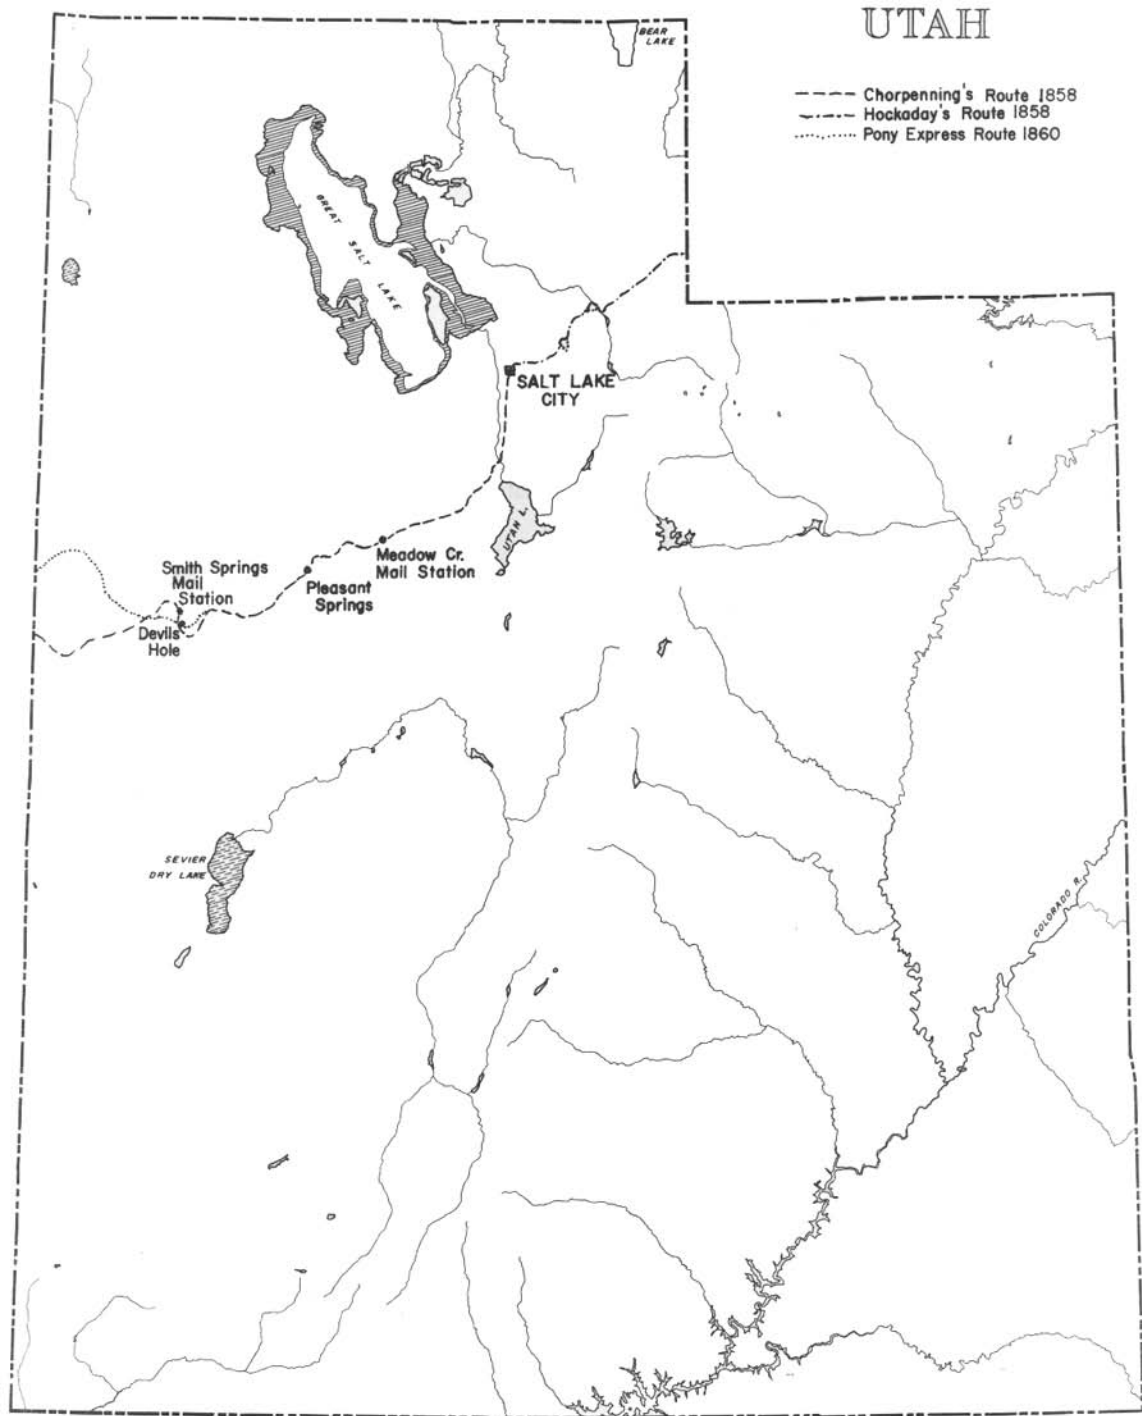 UTAH
Chorpenning's Route 1858
Hockaday's Route 1858
Pony Express Route 1860
BEAR
LAKE
GREAT SALT LAKE
SALT LAKE
CITY
UTAH L.
Meadow Cr.
Mail Station
Pleasant
Springs
Smith Springs
Mail
Station
Devils
Hole
SEVIER
DRY LAKE
COLORADO R.